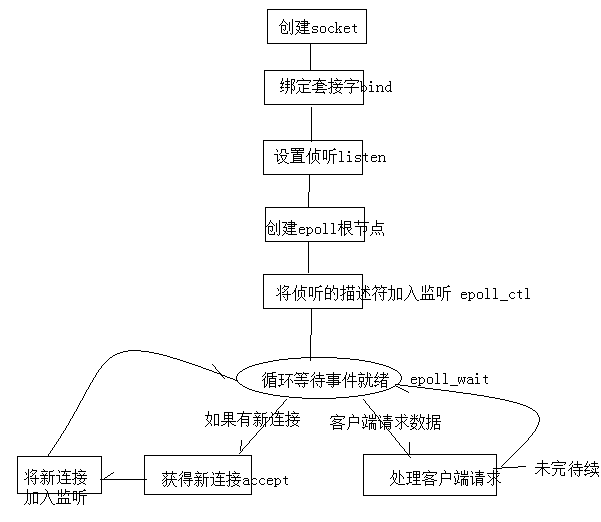 创建socket
绑定套接字bind
设置侦听listen
创建epoll根节点
将侦听的描述符加入监听 epoll_ctl
循环等待事件就绪 epoll_wait
如果有新连接
客户端请求数据
将新连接
加入监听
获得新连接accept
处理客户端请求
未完待续